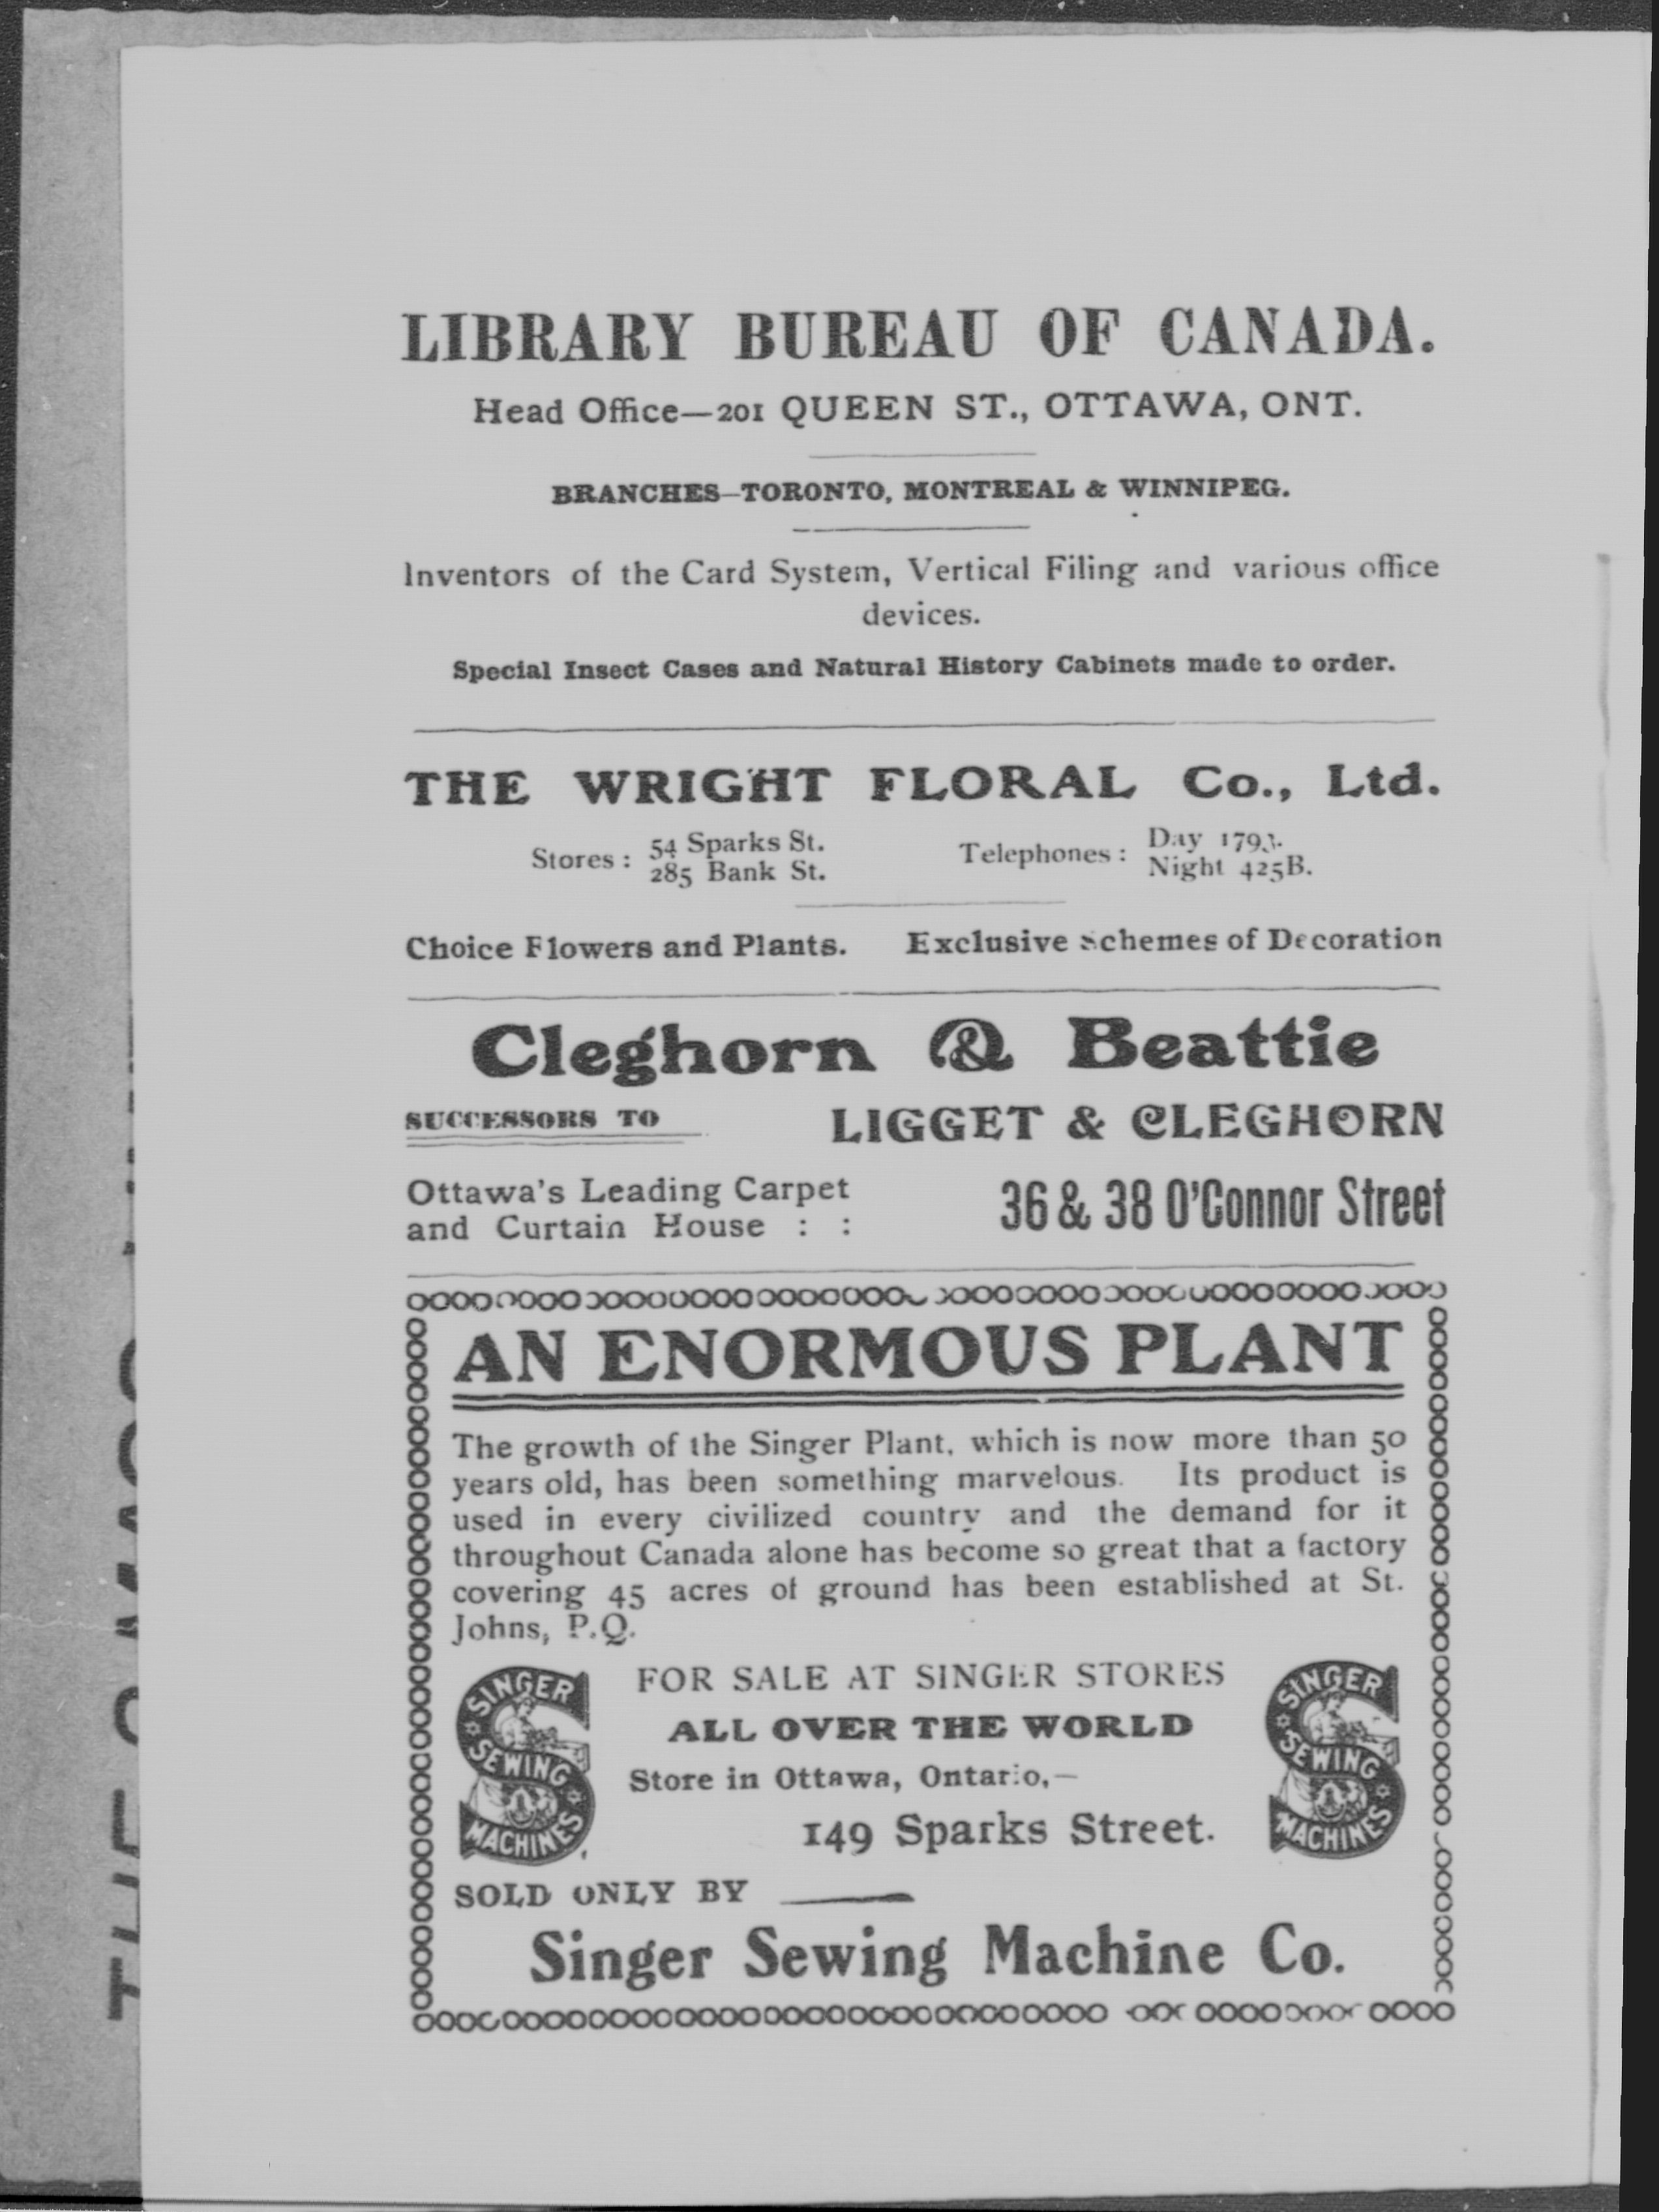 LIBRARY BUREAU OF CANADA.
Head Office—201 QUEEN ST., OTTAWA, ONT.
BRANCHES—TORONTO, MONTREAL & WINNIPEG.
Inventors of the Card System, Vertical Filing and various office
devices.
Special Insect Cases and Natural History Cabinets made to order.
THE WRIGHT FLORAL Co., Ltd.
Stores: 54 Sparks St.
285 Bank St.
Telephones: Day 1793.
Night 425B.
Choice Flowers and Plants. Exclusive Schemes of Decoration
Cleghorn & Beattie
SUCCESSORS TO LIGGET & CLEGHORN
Ottawa's Leading Carpet
and Curtain House : :
36 & 38 O'Connor Street
AN ENORMOUS PLANT
The growth of the Singer Plant, which is now more than 50
years old, has been something marvelous. Its product is
used in every civilized country and the demand for it
throughout Canada alone has become so great that a factory
covering 45 acres of ground has been established at St.
Johns, P.Q.
SINGER
SEWING
MACHINES
FOR SALE AT SINGER STORES
ALL OVER THE WORLD
Store in Ottawa, Ontario,—
149 Sparks Street.
SINGER
SEWING
MACHINES
SOLD ONLY BY
Singer Sewing Machine Co.